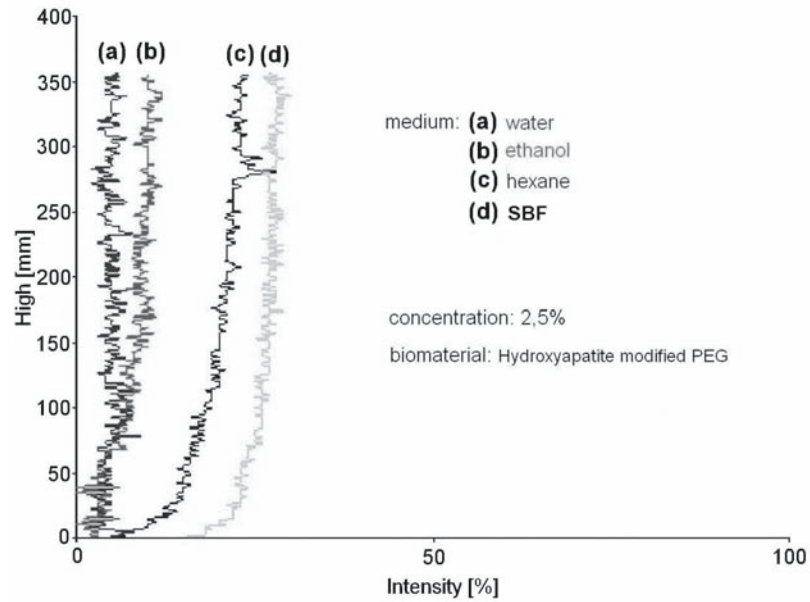 400
350
300
250
200
150
100
50
0
High [mm]
(a) (b) (c) (d)
medium: (a) water
(b) ethanol
(c) hexane
(d) SBF
concentration: 2,5%
biomaterial: Hydroxyapatite modified PEG
0 50 100
Intensity [%]